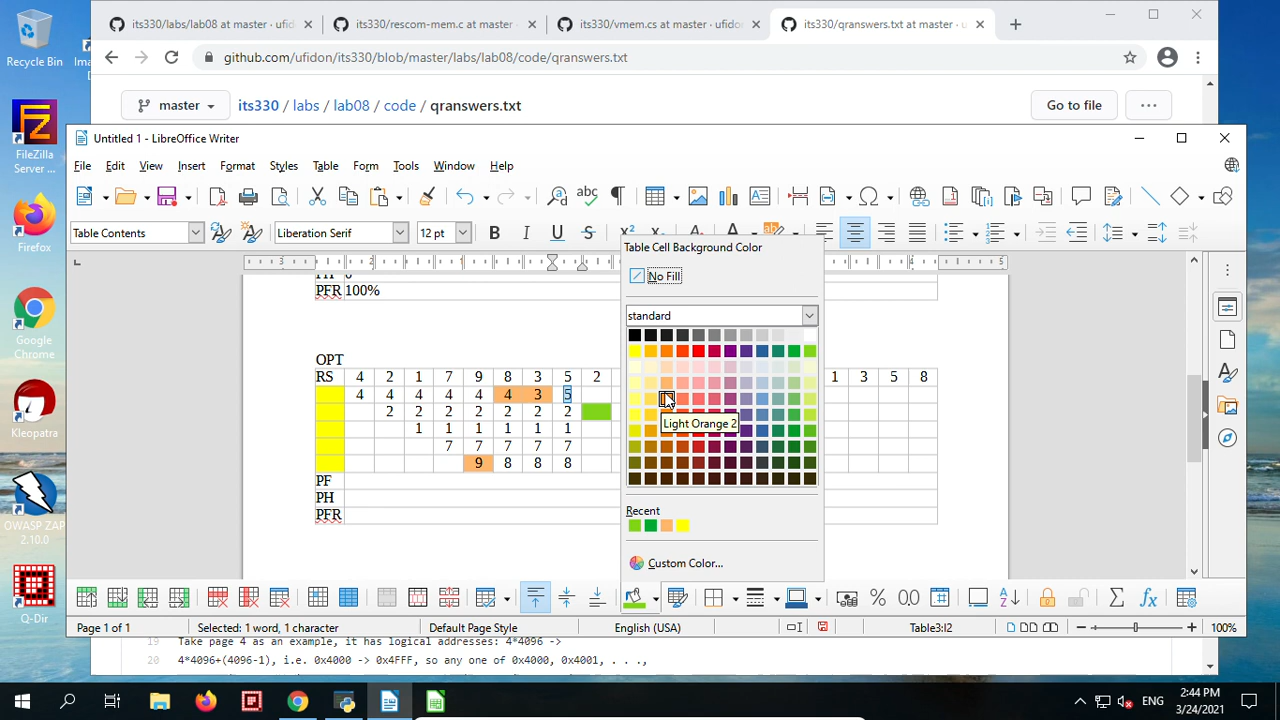 Recycle Bin
its330/labs/lab08 at master · ufid
its330/rescom-mem.c at master ·
its330/vmem.cs at master · ufido
its330/qranswers.txt at master ·
github.com/ufidon/its330/blob/master/labs/lab08/code/qranswers.txt
master
its330 / labs / lab08 / code / qranswers.txt
Go to file
FileZilla
Server ...
Firefox
Google
Chrome
Kleopatra
OWASP ZAP
2.10.0
Q-Dir
Untitled 1 - LibreOffice Writer
File Edit View Insert Format Styles Table Form Tools Window Help
Table Contents
Liberation Serif
12 pt
Table Cell Background Color
No Fill
standard
Light Orange 2
Recent
Custom Color...
PFR 100%
OPT
RS 4 2 1 7 9 8 3 5 2 1 3 5 8
4 4 4 4 4 4 3 5
2 2 2 2 2 2 2
1 1 1 1 1 1
7 7 7 7 7
9 8 8 8
PF
PH
PFR
Page 1 of 1
Selected: 1 word, 1 character
Default Page Style
English (USA)
Table3:I2
100%
19 Take page 4 as an example, it has logical addresses: 4*4096 ->
20 4*4096+(4096-1), i.e. 0x4000 -> 0x4FFF, so any one of 0x4000, 0x4001, . . .,
ENG
2:44 PM
3/24/2021